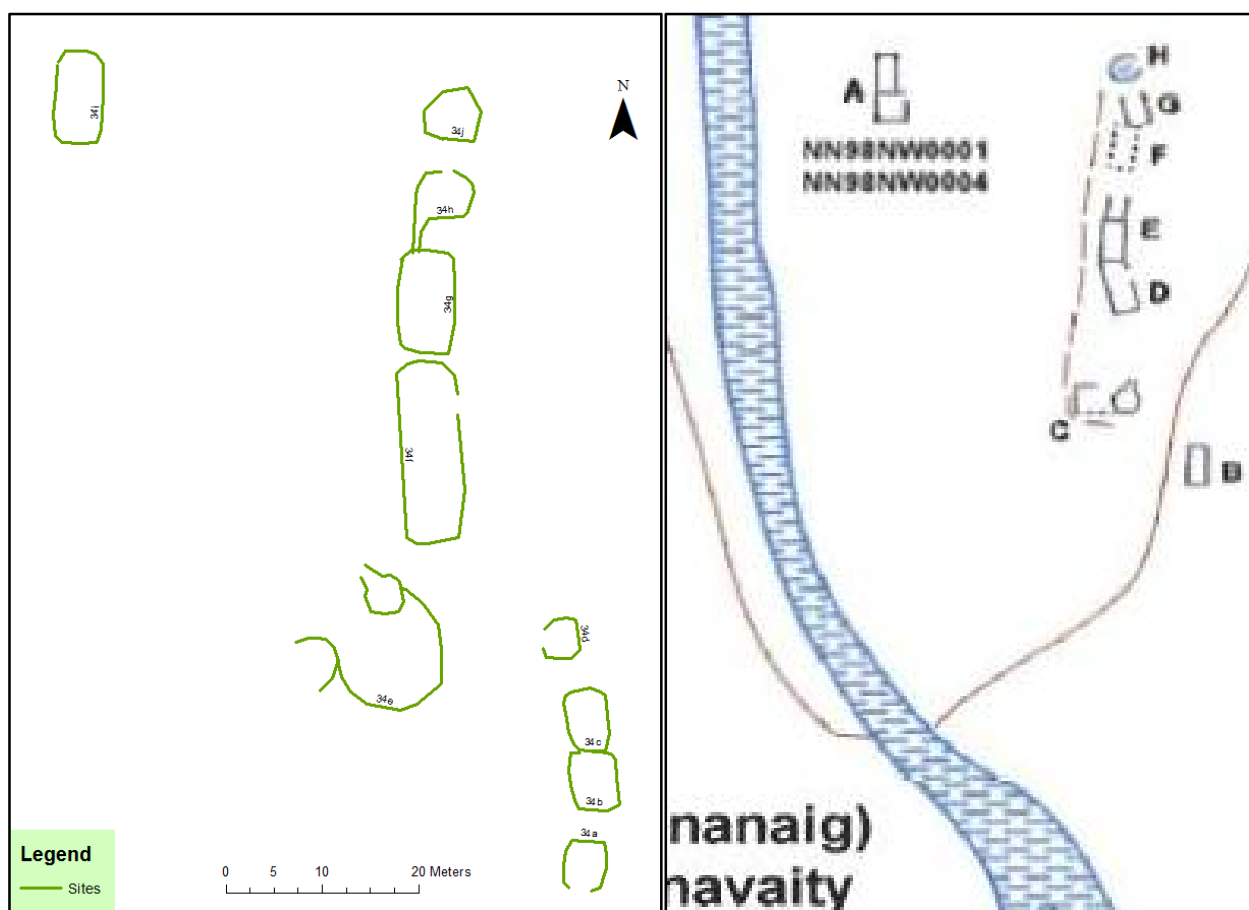 N
34i
34j
34h
34g
34f
34e
34d
34c
34b
34a
Legend
Sites
0 5 10 20 Meters
H
A
G
NN98NW0001
F
NN98NW0004
E
D
C
B
nanaig)
navaity